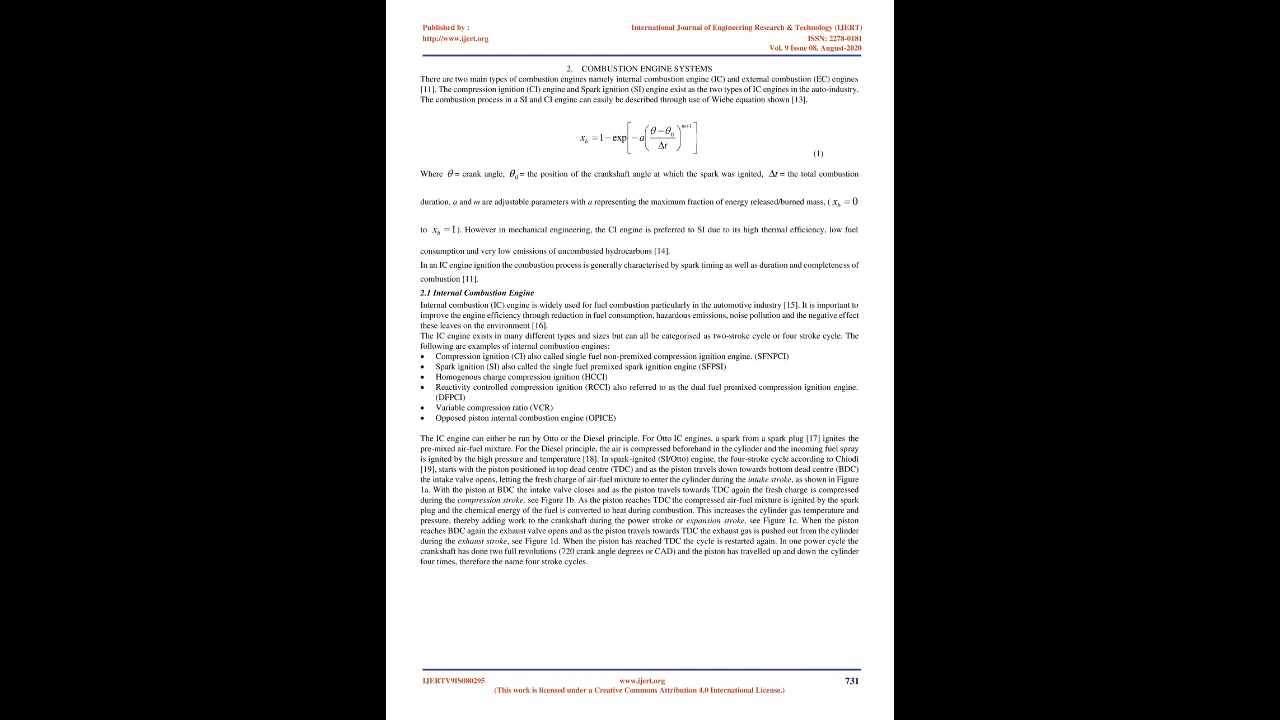 Published by :
http://www.ijert.org
International Journal of Engineering Research & Technology (IJERT)
ISSN: 2278-0181
Vol. 9 Issue 08, August-2020
2. COMBUSTION ENGINE SYSTEMS
There are two main types of combustion engines namely internal combustion engine (IC) and external combustion (EC) engines
[11]. The compression ignition (CI) engine and Spark ignition (SI) engine exist as the two types of IC engines in the auto-industry.
The combustion process in a SI and CI engine can easily be described through use of Wiebe equation shown [13].
x_b = 1 − exp[ − a( (θ − θ_0) / Δt )^{m+1} ]
(1)
Where θ = crank angle, θ_0 = the position of the crankshaft angle at which the spark was ignited, Δt = the total combustion
duration, a and m are adjustable parameters with a representing the maximum fraction of energy released/burned mass, ( x_b = 0
to x_b = 1 ). However in mechanical engineering, the CI engine is preferred to SI due to its high thermal efficiency, low fuel
consumption and very low emissions of uncombusted hydrocarbons [14].
In an IC engine ignition the combustion process is generally characterised by spark timing as well as duration and completeness of
combustion [11].
2.1 Internal Combustion Engine
Internal combustion (IC) engine is widely used for fuel combustion particularly in the automotive industry [15]. It is important to
improve the engine efficiency through reduction in fuel consumption, hazardous emissions, noise pollution and the negative effect
these leaves on the environment [16].
The IC engine exists in many different types and sizes but can all be categorised as two-stroke cycle or four stroke cycle. The
following are examples of internal combustion engines:
• Compression ignition (CI) also called single fuel non-premixed compression ignition engine. (SFNPCI)
• Spark ignition (SI) also called the single fuel premixed spark ignition engine (SFPSI)
• Homogenous charge compression ignition (HCCI)
• Reactivity controlled compression ignition (RCCI) also referred to as the dual fuel premixed compression ignition engine.
(DFPCI)
• Variable compression ratio (VCR)
• Opposed piston internal combustion engine (OPICE)
The IC engine can either be run by Otto or the Diesel principle. For Otto IC engines, a spark from a spark plug [17] ignites the
pre-mixed air-fuel mixture. For the Diesel principle, the air is compressed beforehand in the cylinder and the incoming fuel spray
is ignited by the high pressure and temperature [18]. In spark-ignited (SI/Otto) engine, the four-stroke cycle according to Chiodi
[19], starts with the piston positioned in top dead centre (TDC) and as the piston travels down towards bottom dead centre (BDC)
the intake valve opens, letting the fresh charge of air-fuel mixture to enter the cylinder during the intake stroke, as shown in Figure
1a. With the piston at BDC the intake valve closes and as the piston travels towards TDC again the fresh charge is compressed
during the compression stroke, see Figure 1b. As the piston reaches TDC the compressed air-fuel mixture is ignited by the spark
plug and the chemical energy of the fuel is converted to heat during combustion. This increases the cylinder gas temperature and
pressure, thereby adding work to the crankshaft during the power stroke or expansion stroke, see Figure 1c. When the piston
reaches BDC again the exhaust valve opens and as the piston travels towards TDC the exhaust gas is pushed out from the cylinder
during the exhaust stroke, see Figure 1d. When the piston has reached TDC the cycle is restarted again. In one power cycle the
crankshaft has done two full revolutions (720 crank angle degrees or CAD) and the piston has travelled up and down the cylinder
four times, therefore the name four stroke cycles.
IJERTV9IS080295
www.ijert.org
731
(This work is licensed under a Creative Commons Attribution 4.0 International License.)